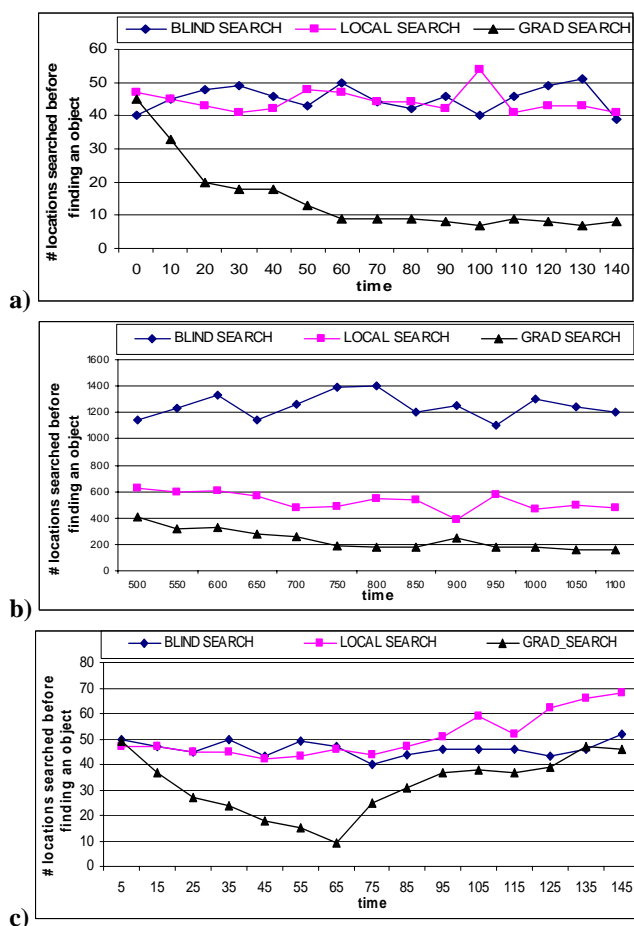 BLIND SEARCH LOCAL SEARCH GRAD SEARCH
# locations searched before
finding an object
60
50
40
30
20
10
0
0 10 20 30 40 50 60 70 80 90 100 110 120 130 140
time
a)
BLIND SEARCH LOCAL SEARCH GRAD SEARCH
# locations searched before
finding an object
1600
1400
1200
1000
800
600
400
200
0
500 550 600 650 700 750 800 850 900 950 1000 1050 1100
time
b)
BLIND SEARCH LOCAL SEARCH GRAD_SEARCH
# locations searched before
finding an object
80
70
60
50
40
30
20
10
0
5 15 25 35 45 55 65 75 85 95 105 115 125 135 145
time
c)